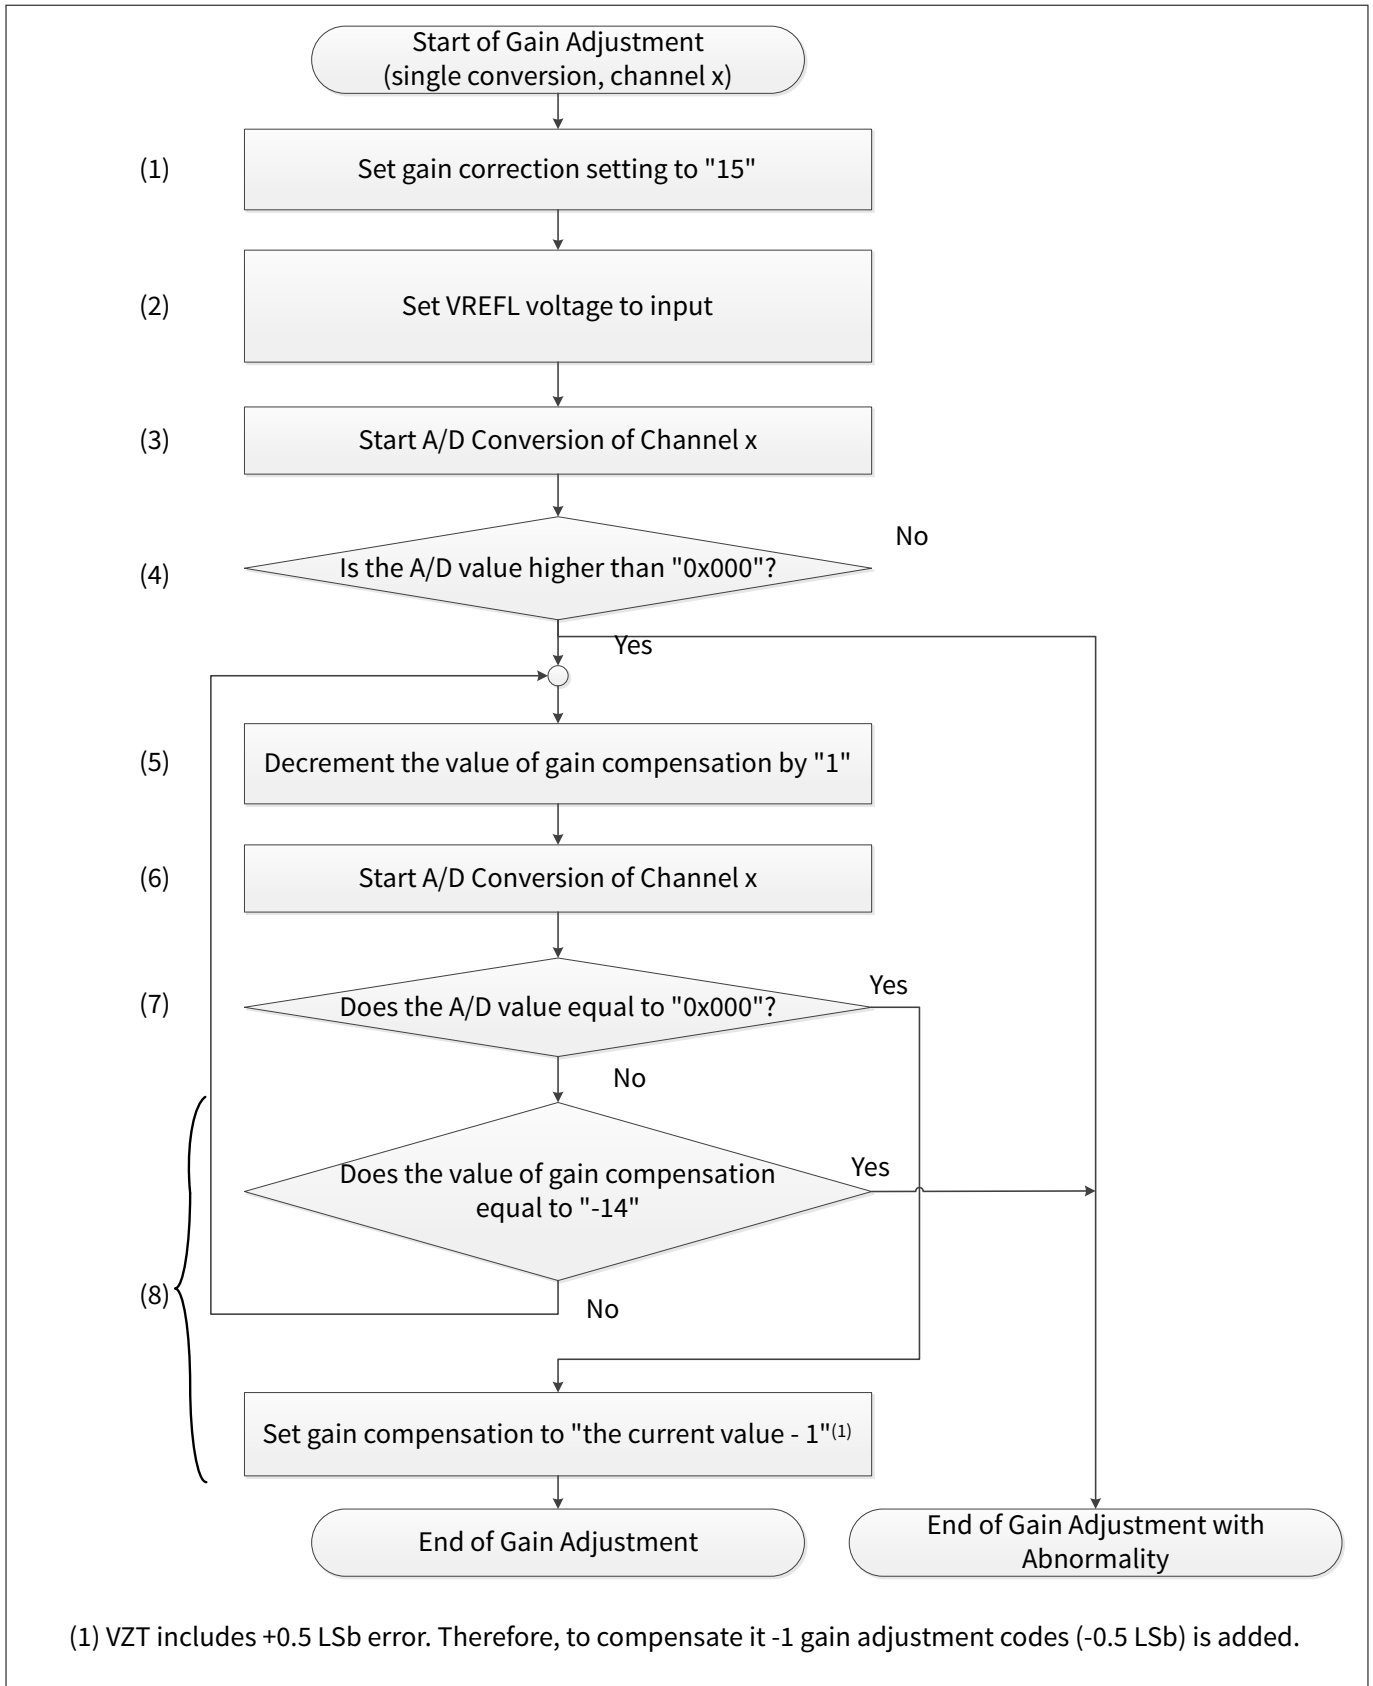 Start of Gain Adjustment
(single conversion, channel x)
(1)
Set gain correction setting to "15"
(2)
Set VREFL voltage to input
(3)
Start A/D Conversion of Channel x
No
(4)
Is the A/D value higher than "0x000"?
Yes
(5)
Decrement the value of gain compensation by "1"
(6)
Start A/D Conversion of Channel x
Yes
(7)
Does the A/D value equal to "0x000"?
No
Yes
Does the value of gain compensation
equal to "-14"
(8)
No
Set gain compensation to "the current value - 1"(1)
End of Gain Adjustment
End of Gain Adjustment with
Abnormality
(1) VZT includes +0.5 LSb error. Therefore, to compensate it -1 gain adjustment codes (-0.5 LSb) is added.